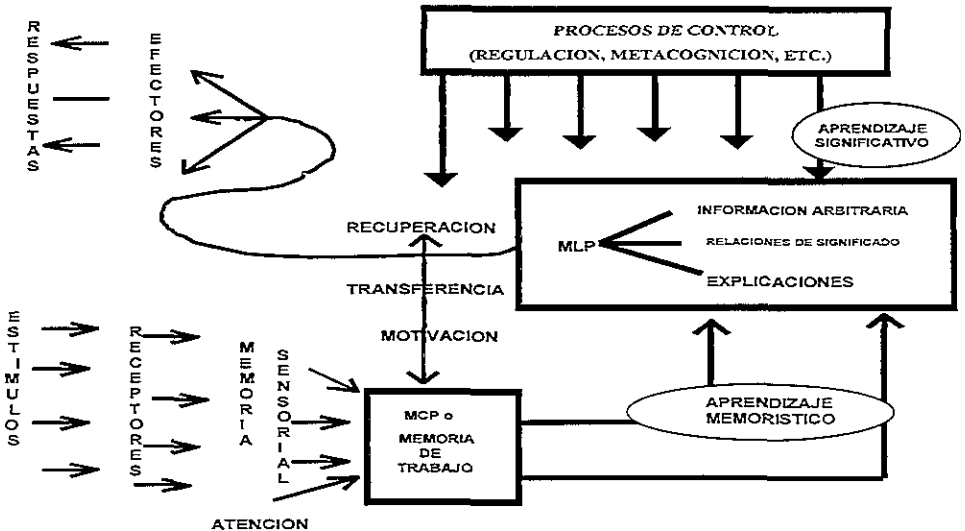 RESPUESTAS
EFECTORES
PROCESOS DE CONTROL
(REGULACION, METACOGNICION, ETC.)
APRENDIZAJE
SIGNIFICATIVO
RECUPERACION
TRANSFERENCIA
MOTIVACION
MLP
INFORMACION ARBITRARIA
RELACIONES DE SIGNIFICADO
EXPLICACIONES
ESTIMULOS
RECEPTORES
MEMORIA
SENSORIAL
MCP o
MEMORIA
DE
TRABAJO
APRENDIZAJE
MEMORISTICO
ATENCION